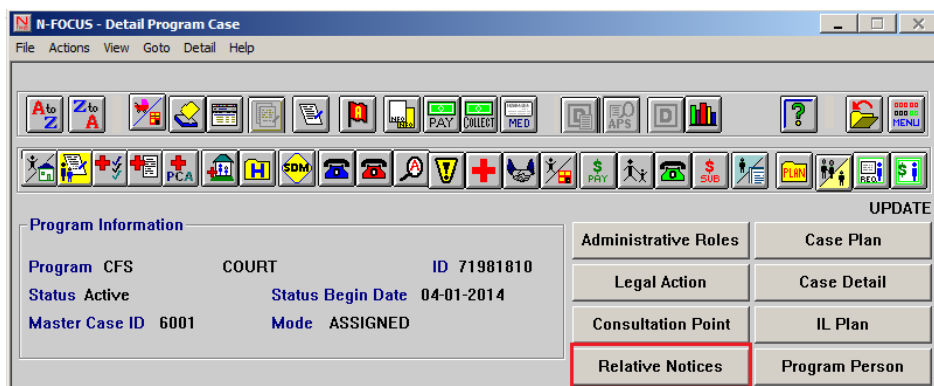 N-FOCUS - Detail Program Case
File Actions View Goto Detail Help
A to Z Z to A PAY COLLECT MED D APS D ? MENU
PCA H SDM A $ PAY $ SUB PLAN REQ $
UPDATE
Program Information
Program CFS COURT ID 71981810
Status Active Status Begin Date 04-01-2014
Master Case ID 6001 Mode ASSIGNED
Administrative Roles Case Plan
Legal Action Case Detail
Consultation Point IL Plan
Relative Notices Program Person